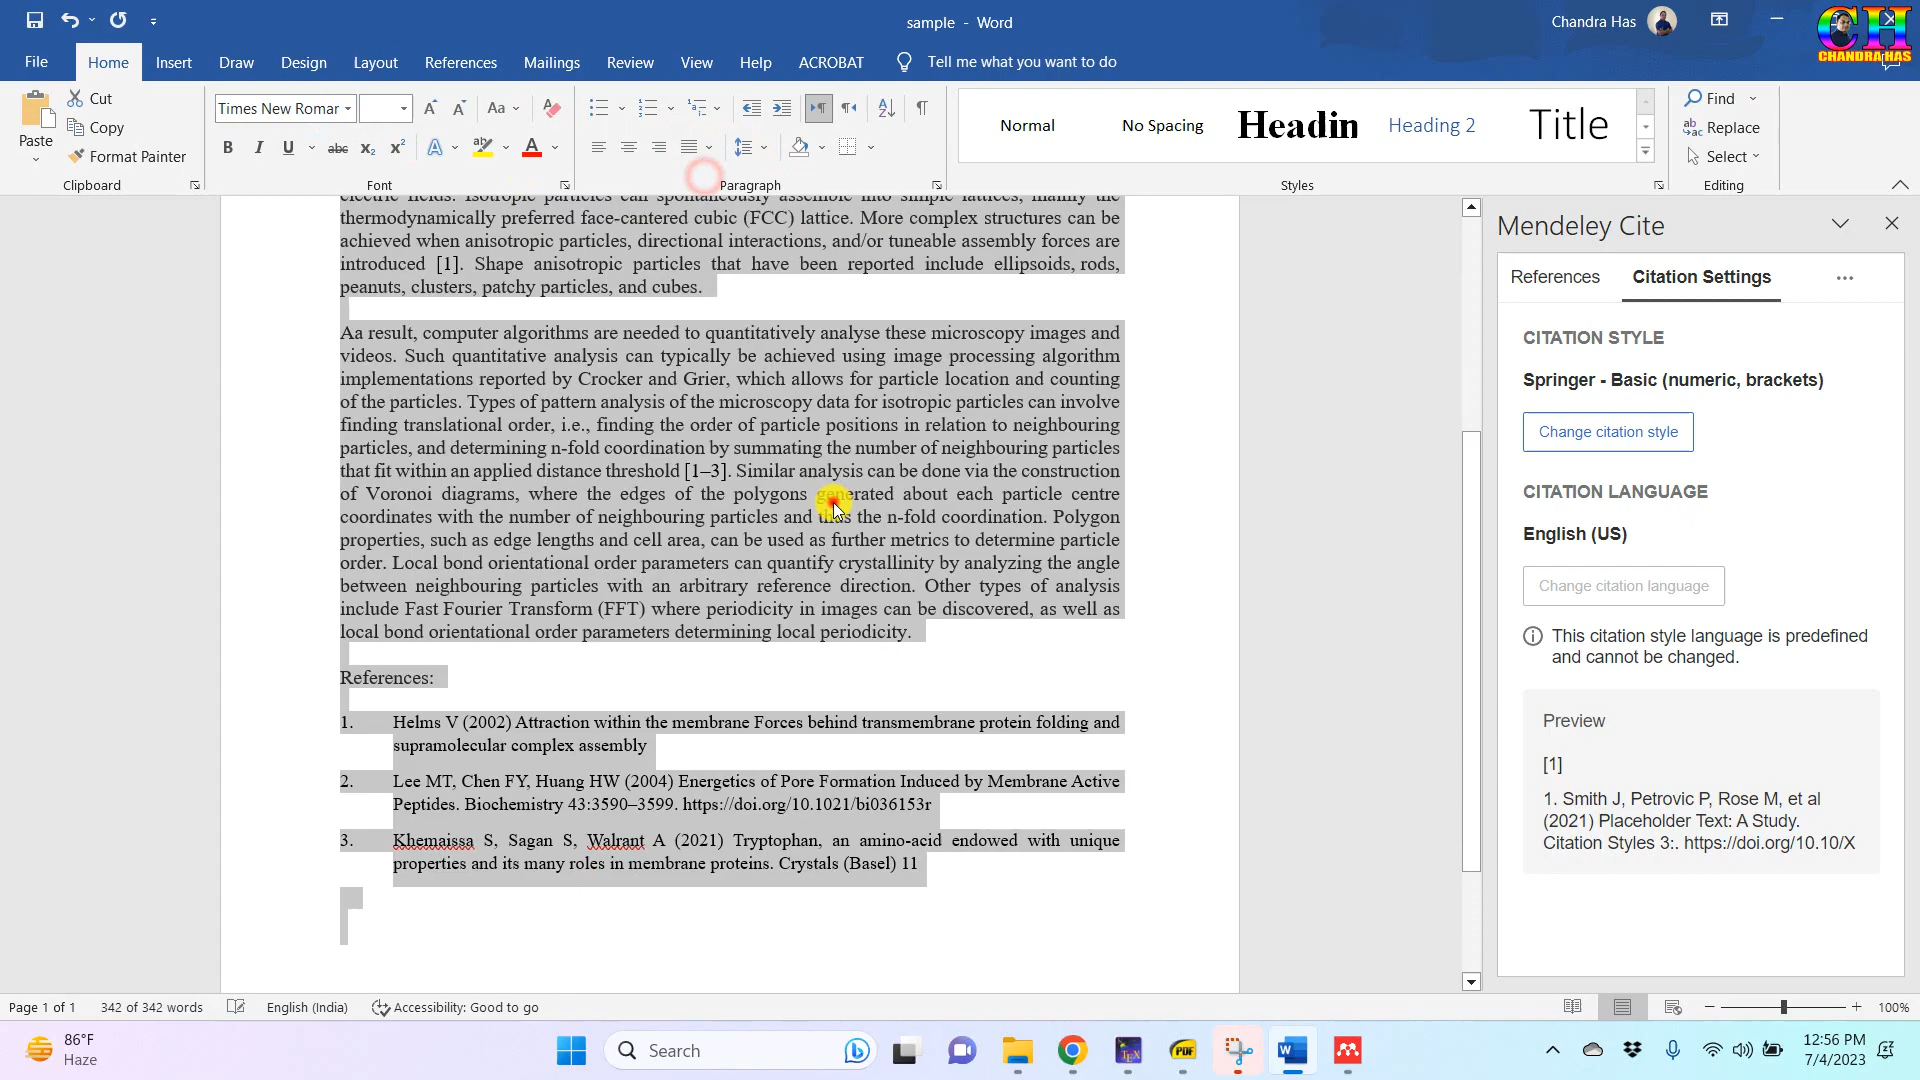 sample - Word
Chandra Has
CHANDRA HAS
File
Home
Insert
Draw
Design
Layout
References
Mailings
Review
View
Help
ACROBAT
Tell me what you want to do
Paste
Cut
Copy
Format Painter
Clipboard
Times New Romar
Aa
Font
Paragraph
Normal
No Spacing
Headin
Heading 2
Title
Styles
Find
Replace
Select
Editing
electric fields. Isotropic particles can spontaneously assemble into simple lattices, mainly the
thermodynamically preferred face-cantered cubic (FCC) lattice. More complex structures can be
achieved when anisotropic particles, directional interactions, and/or tuneable assembly forces are
introduced [1]. Shape anisotropic particles that have been reported include ellipsoids, rods,
peanuts, clusters, patchy particles, and cubes.
Aa result, computer algorithms are needed to quantitatively analyse these microscopy images and
videos. Such quantitative analysis can typically be achieved using image processing algorithm
implementations reported by Crocker and Grier, which allows for particle location and counting
of the particles. Types of pattern analysis of the microscopy data for isotropic particles can involve
finding translational order, i.e., finding the order of particle positions in relation to neighbouring
particles, and determining n-fold coordination by summating the number of neighbouring particles
that fit within an applied distance threshold [1–3]. Similar analysis can be done via the construction
of Voronoi diagrams, where the edges of the polygons generated about each particle centre
coordinates with the number of neighbouring particles and thus the n-fold coordination. Polygon
properties, such as edge lengths and cell area, can be used as further metrics to determine particle
order. Local bond orientational order parameters can quantify crystallinity by analyzing the angle
between neighbouring particles with an arbitrary reference direction. Other types of analysis
include Fast Fourier Transform (FFT) where periodicity in images can be discovered, as well as
local bond orientational order parameters determining local periodicity.
References:
1. Helms V (2002) Attraction within the membrane Forces behind transmembrane protein folding and
supramolecular complex assembly
2. Lee MT, Chen FY, Huang HW (2004) Energetics of Pore Formation Induced by Membrane Active
Peptides. Biochemistry 43:3590–3599. https://doi.org/10.1021/bi036153r
3. Khemaissa S, Sagan S, Walrant A (2021) Tryptophan, an amino-acid endowed with unique
properties and its many roles in membrane proteins. Crystals (Basel) 11
Mendeley Cite
References
Citation Settings
CITATION STYLE
Springer - Basic (numeric, brackets)
Change citation style
CITATION LANGUAGE
English (US)
Change citation language
This citation style language is predefined
and cannot be changed.
Preview
[1]
1. Smith J, Petrovic P, Rose M, et al
(2021) Placeholder Text: A Study.
Citation Styles 3:. https://doi.org/10.10/X
Page 1 of 1
342 of 342 words
English (India)
Accessibility: Good to go
100%
86°F
Haze
Search
TEX
PDF
12:56 PM
7/4/2023